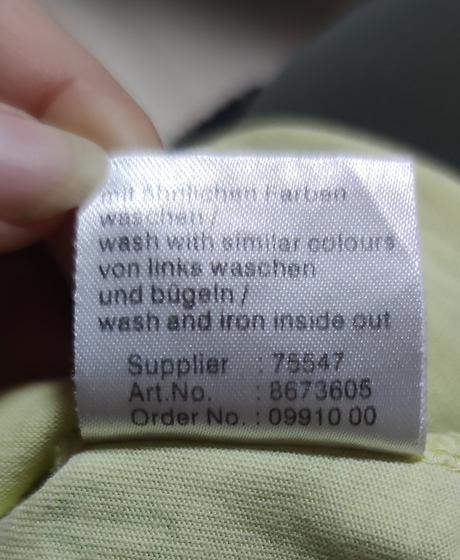 mit ähnlichen Farben
waschen /
wash with similar colours
von links waschen
und bügeln /
wash and iron inside out
Supplier : 75547
Art.No. : 8673605
Order No. : 09910 00